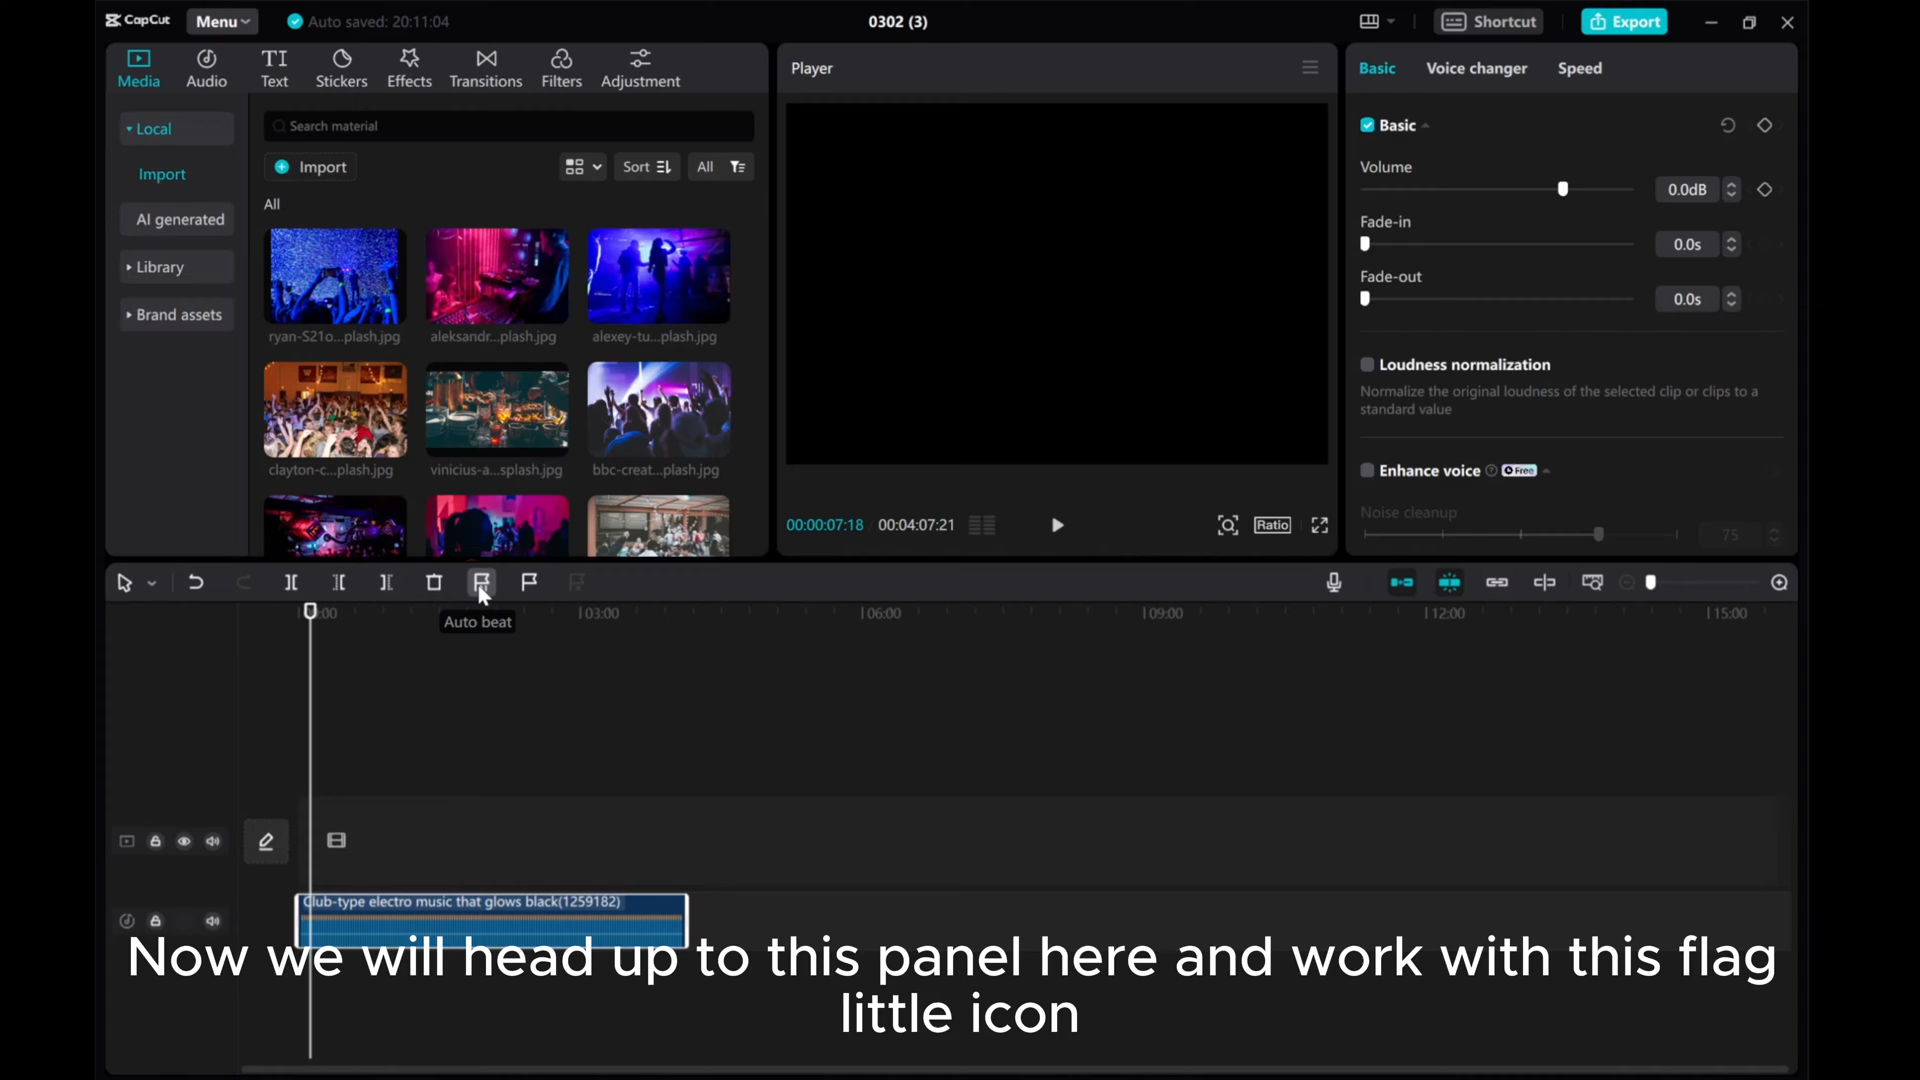 CapCut
Menu
Auto saved: 20:11:04
0302 (3)
Shortcut
Export
Media
Audio
Text
Stickers
Effects
Transitions
Filters
Adjustment
Player
Basic
Voice changer
Speed
Local
Import
AI generated
Library
Brand assets
Search material
Import
Sort
All
All
ryan-S21o...plash.jpg
aleksandr...plash.jpg
alexey-tu...plash.jpg
clayton-c...plash.jpg
vinicius-a...splash.jpg
bbc-creat...plash.jpg
00:00:07:18
00:04:07:21
Ratio
Basic
Volume
0.0dB
Fade-in
0.0s
Fade-out
0.0s
Loudness normalization
Normalize the original loudness of the selected clip or clips to a
standard value
Enhance voice
Free
Noise cleanup
75
Auto beat
03:00
06:00
09:00
12:00
15:00
Club-type electro music that glows black(1259182)
Now we will head up to this panel here and work with this flag
little icon